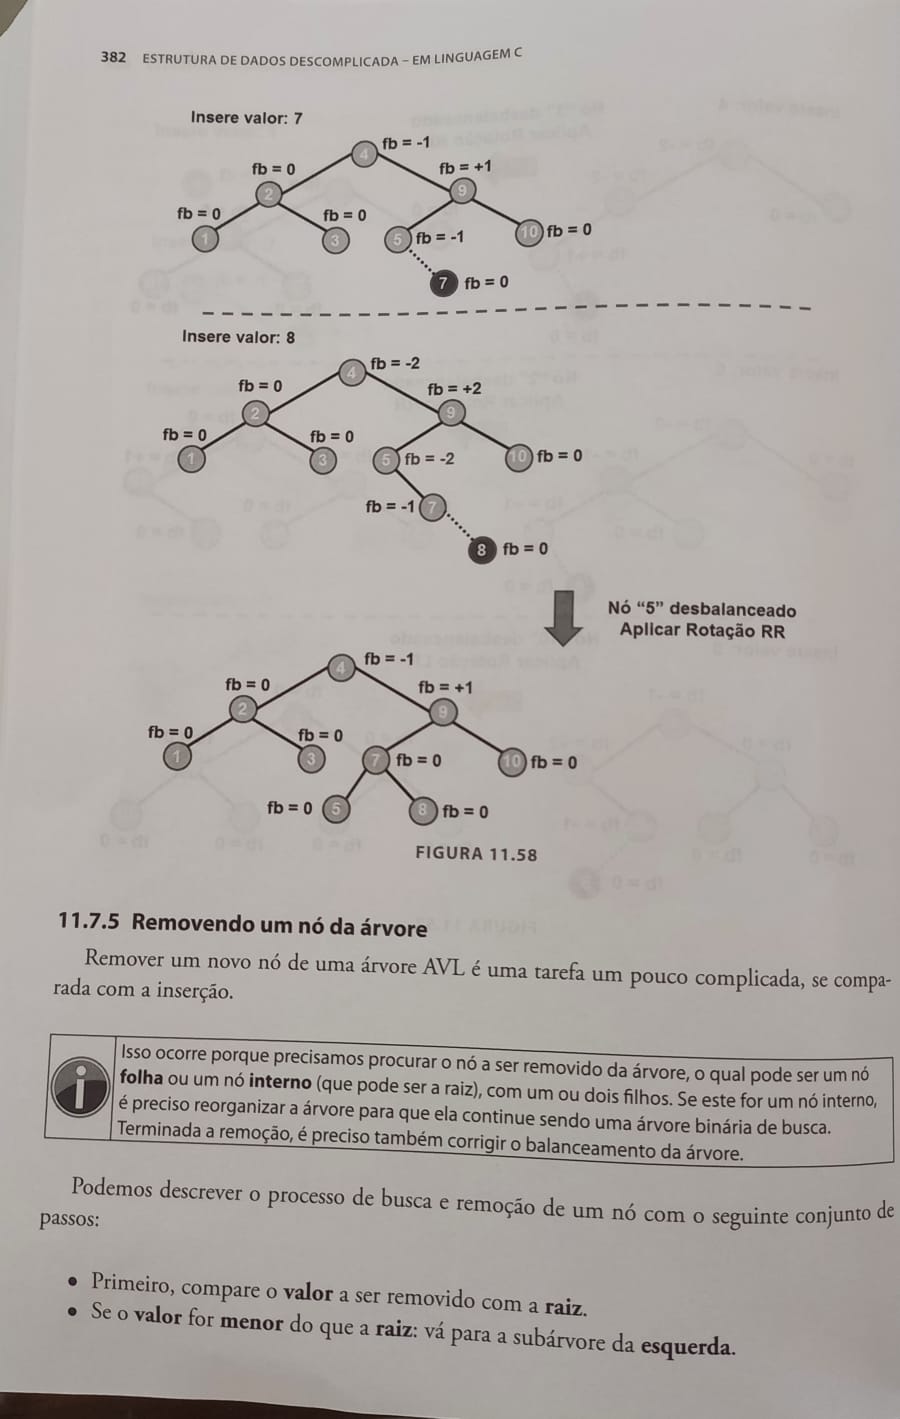 382 ESTRUTURA DE DADOS DESCOMPLICADA – EM LINGUAGEM C
Insere valor: 7
4 fb = -1
fb = 0 2
fb = +1 9
fb = 0 1
fb = 0 3
5 fb = -1
10 fb = 0
7 fb = 0
Insere valor: 8
4 fb = -2
fb = 0 2
fb = +2 9
fb = 0 1
fb = 0 3
5 fb = -2
10 fb = 0
fb = -1 7
8 fb = 0
Nó “5” desbalanceado
Aplicar Rotação RR
4 fb = -1
fb = 0 2
fb = +1 9
fb = 0 1
fb = 0 3
7 fb = 0
10 fb = 0
fb = 0 5
8 fb = 0
FIGURA 11.58
11.7.5 Removendo um nó da árvore
Remover um novo nó de uma árvore AVL é uma tarefa um pouco complicada, se compa-
rada com a inserção.
i
Isso ocorre porque precisamos procurar o nó a ser removido da árvore, o qual pode ser um nó
folha ou um nó interno (que pode ser a raiz), com um ou dois filhos. Se este for um nó interno,
é preciso reorganizar a árvore para que ela continue sendo uma árvore binária de busca.
Terminada a remoção, é preciso também corrigir o balanceamento da árvore.
Podemos descrever o processo de busca e remoção de um nó com o seguinte conjunto de
passos:
• Primeiro, compare o valor a ser removido com a raiz.
• Se o valor for menor do que a raiz: vá para a subárvore da esquerda.